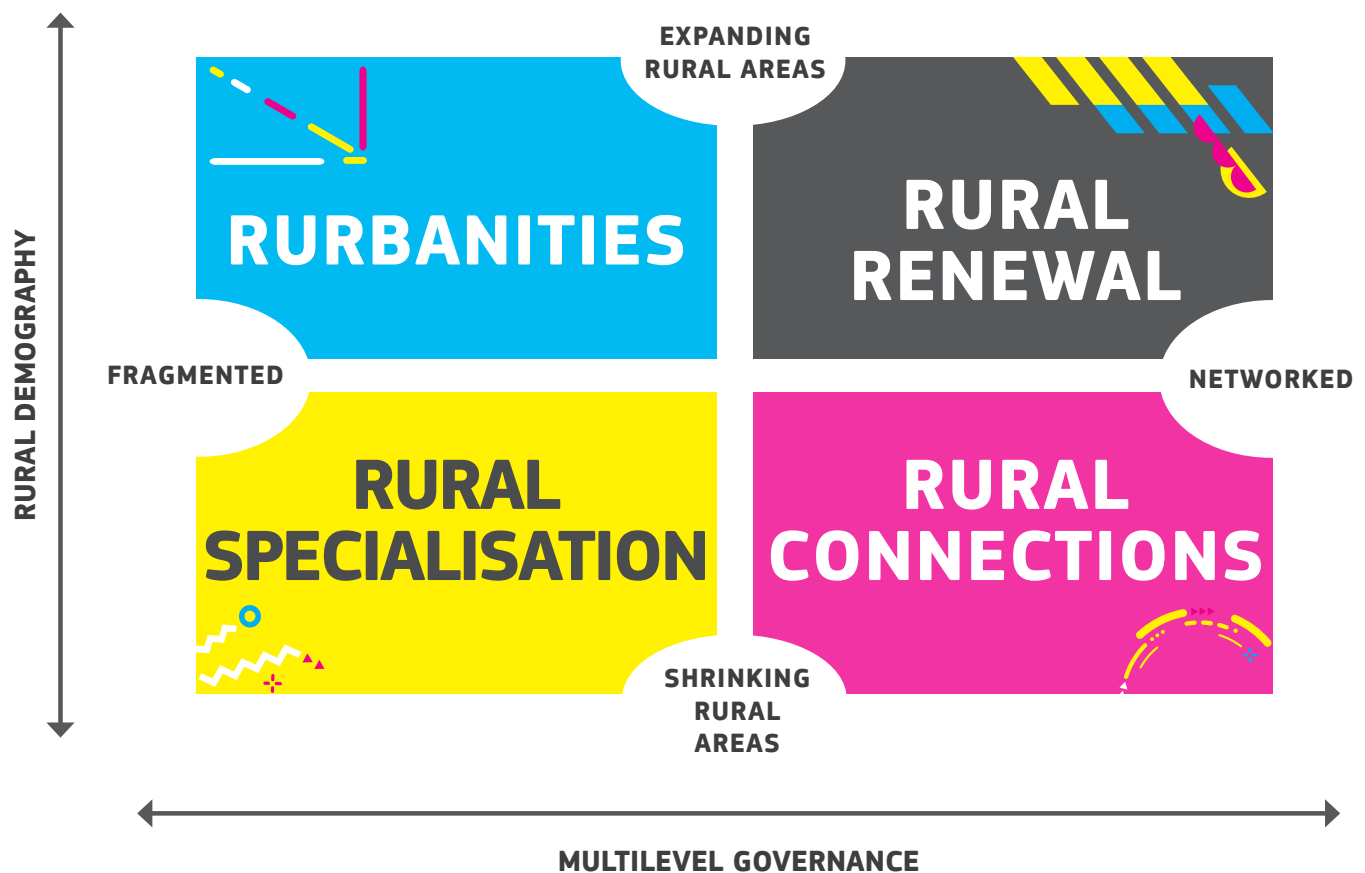 EXPANDING
RURAL AREAS
RURBANITIES
RURAL
RENEWAL
RURAL DEMOGRAPHY
FRAGMENTED
NETWORKED
RURAL
SPECIALISATION
RURAL
CONNECTIONS
SHRINKING
RURAL
AREAS
MULTILEVEL GOVERNANCE